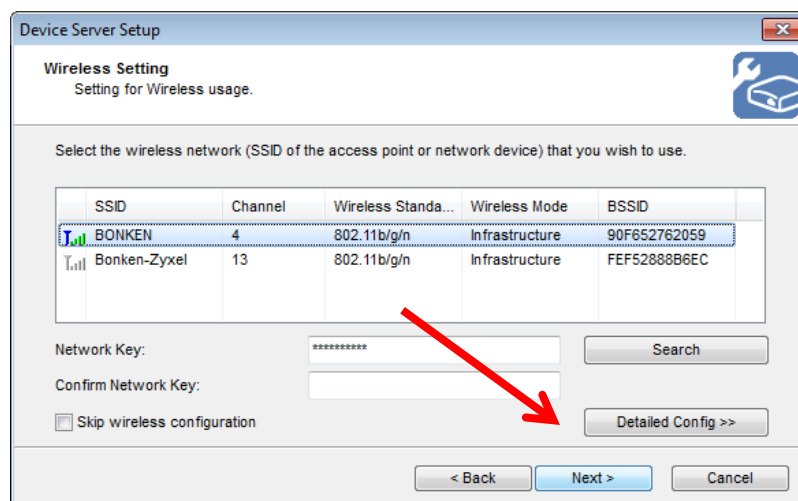 Device Server Setup
Wireless Setting
Setting for Wireless usage.
Select the wireless network (SSID of the access point or network device) that you wish to use.
SSID Channel Wireless Standa... Wireless Mode BSSID
BONKEN 4 802.11b/g/n Infrastructure 90F652762059
Bonken-Zyxel 13 802.11b/g/n Infrastructure FEF52888B6EC
Network Key: ********** Search
Confirm Network Key:
Skip wireless configuration Detailed Config >>
< Back Next > Cancel